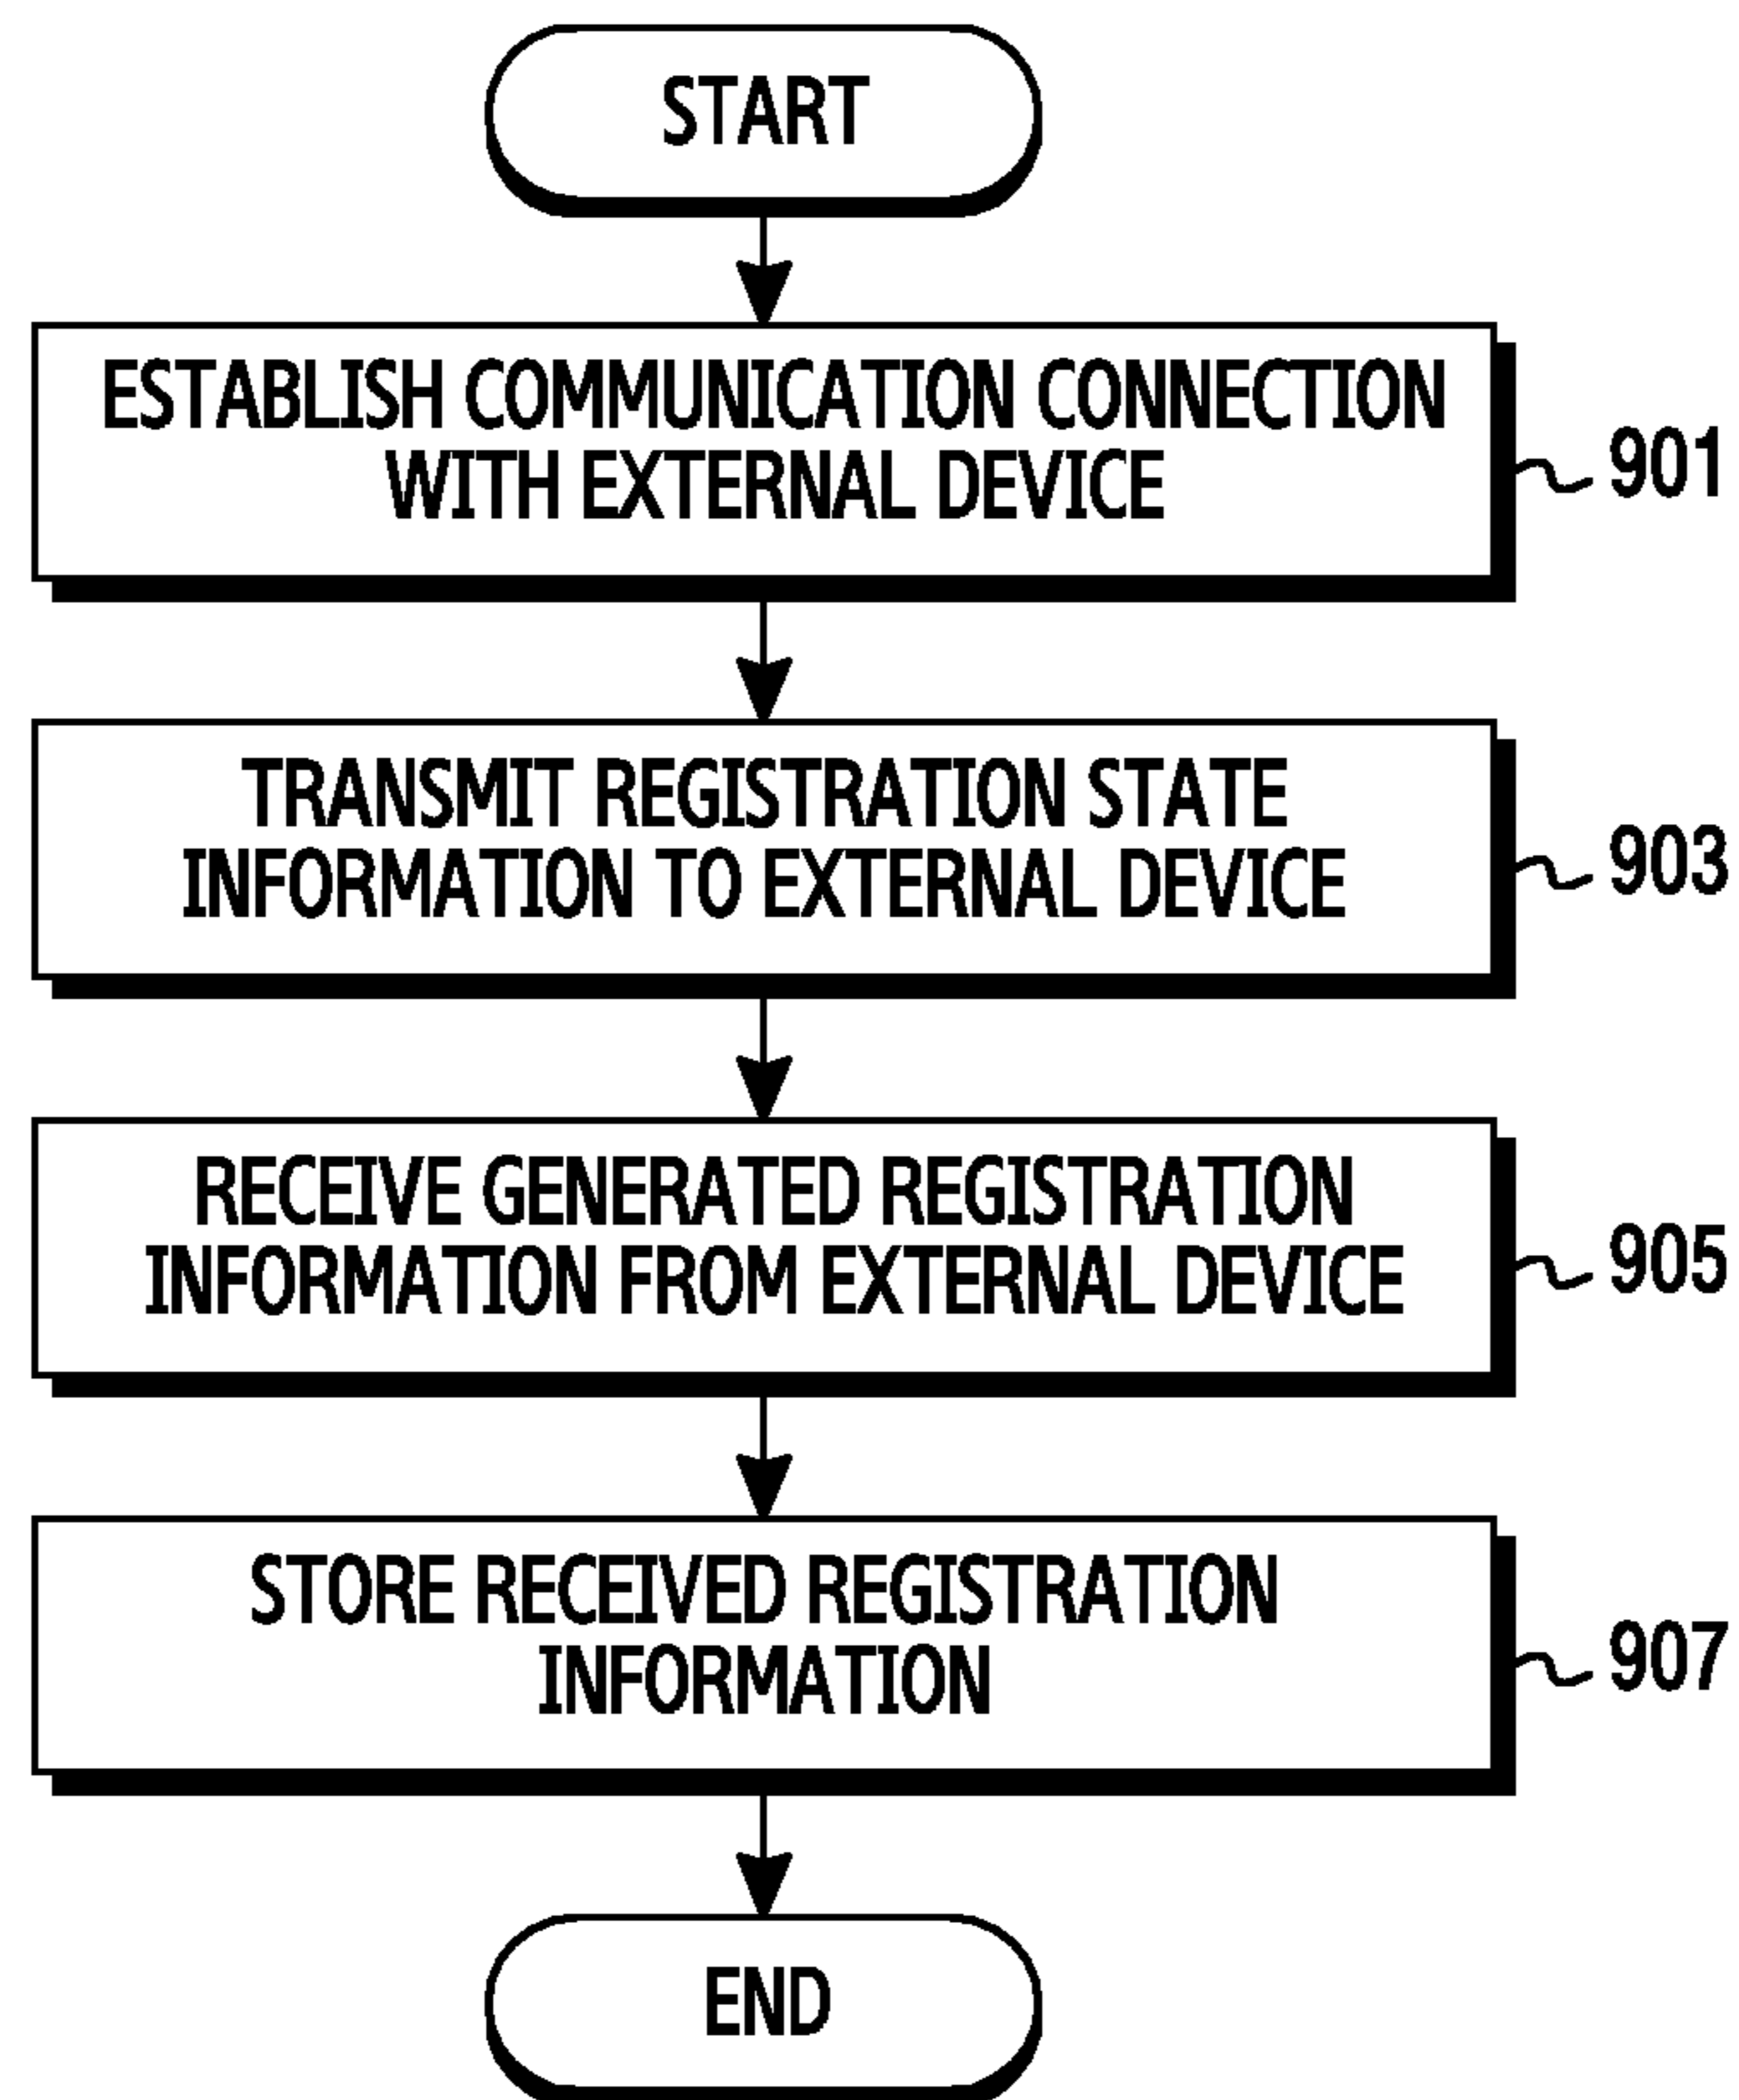 START
ESTABLISH COMMUNICATION CONNECTION
WITH EXTERNAL DEVICE
901
TRANSMIT REGISTRATION STATE
INFORMATION TO EXTERNAL DEVICE
903
RECEIVE GENERATED REGISTRATION
INFORMATION FROM EXTERNAL DEVICE
905
STORE RECEIVED REGISTRATION
INFORMATION
907
END